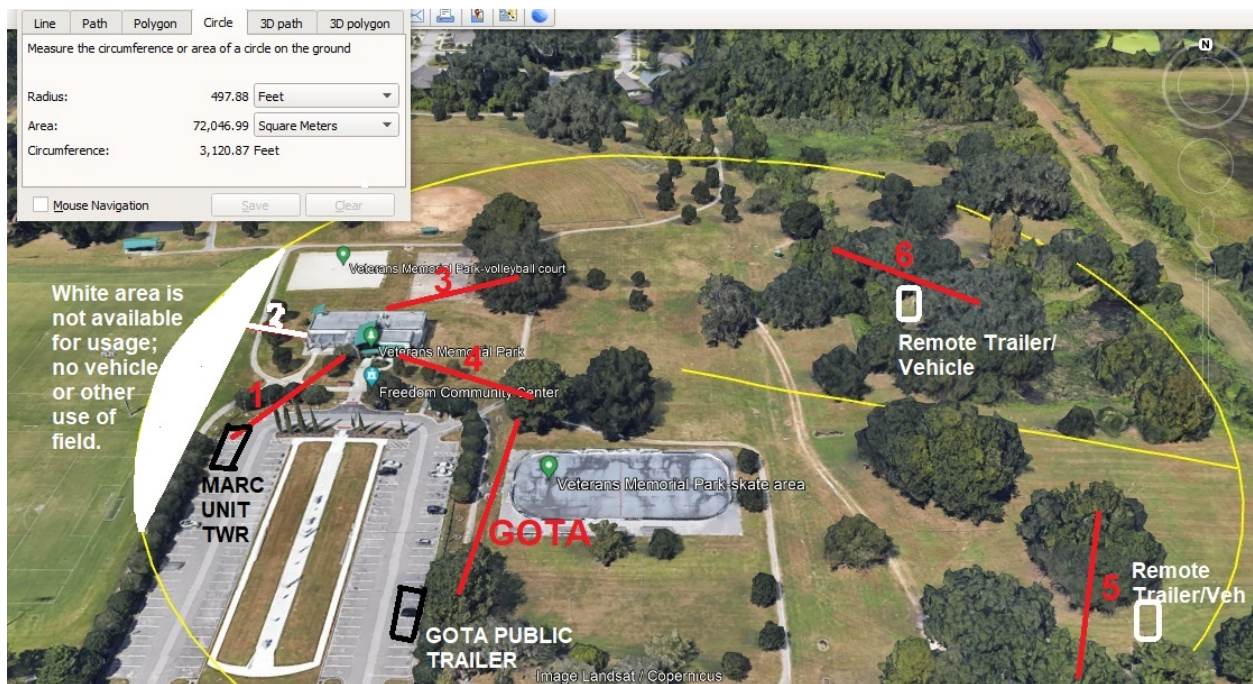 Line Path Polygon Circle 3D path 3D polygon
Measure the circumference or area of a circle on the ground
Radius: 497.88 Feet
Area: 72,046.99 Square Meters
Circumference: 3,120.87 Feet
Mouse Navigation Save Clear
N
White area is
not available
for usage;
no vehicle
or other
use of
field.
Veterans Memorial Park-volleyball court
3
2
6
Remote Trailer/
Vehicle
Veterans Memorial Park
4
Freedom Community Center
1
MARC
UNIT
TWR
Veterans Memorial Park-skate area
GOTA
5
Remote
Trailer/Veh
GOTA PUBLIC
TRAILER
Image Landsat / Copernicus